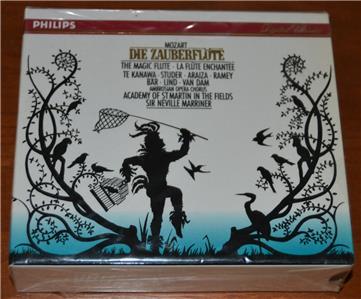 PHILIPS
MOZART
DIE ZAUBERFLÖTE
THE MAGIC FLUTE · LA FLÛTE ENCHANTÉE
TE KANAWA · STUDER · ARAIZA · RAMEY
BÄR · LIND · VAN DAM
AMBROSIAN OPERA CHORUS
ACADEMY OF ST MARTIN IN THE FIELDS
SIR NEVILLE MARRINER